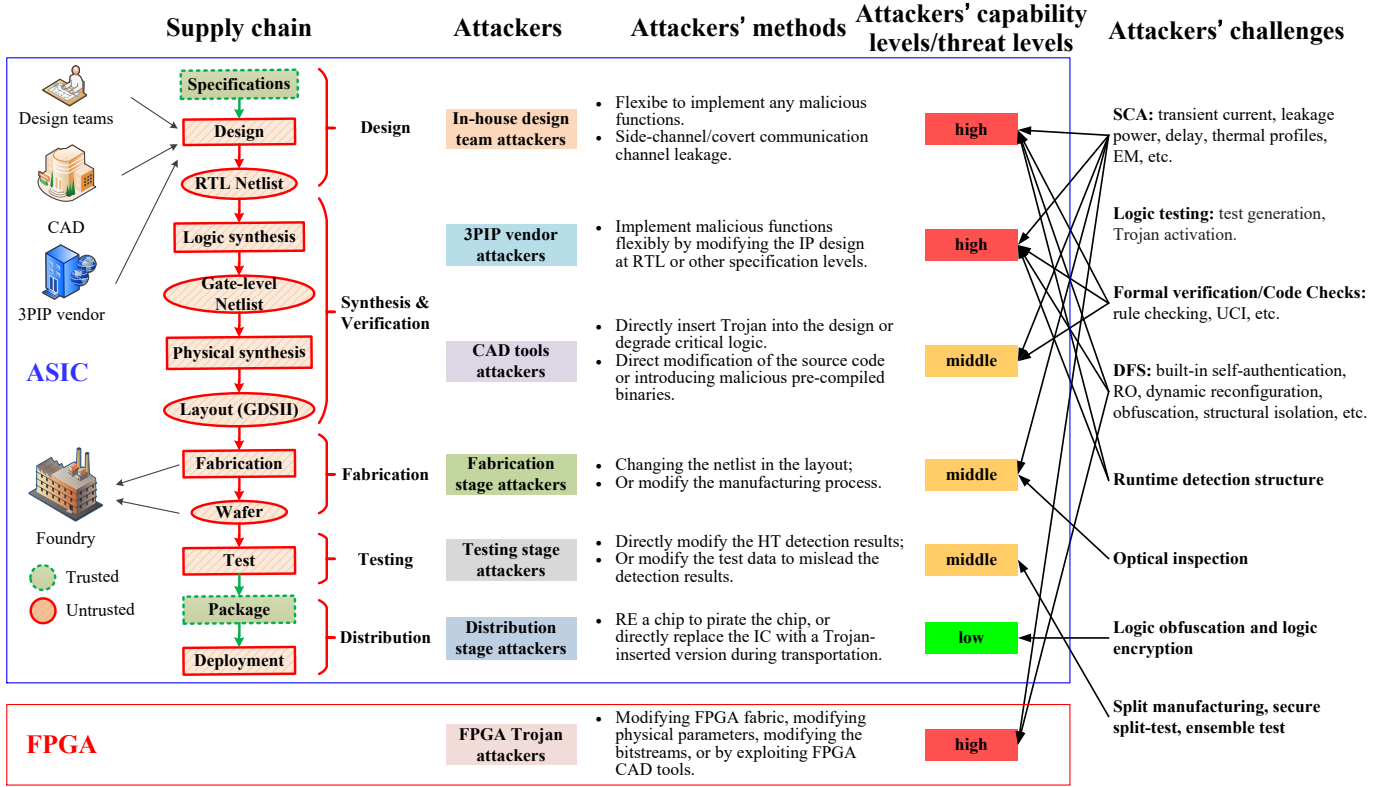 Supply chain
Attackers
Attackers' methods
Attackers' capability
levels/threat levels
Attackers' challenges
Design teams
CAD
3PIP vendor
ASIC
Foundry
Trusted
Untrusted
Specifications
Design
RTL Netlist
Logic synthesis
Gate-level
Netlist
Physical synthesis
Layout (GDSII)
Fabrication
Wafer
Test
Package
Deployment
Design
Synthesis &
Verification
Fabrication
Testing
Distribution
In-house design
team attackers
• Flexibe to implement any malicious
functions.
• Side-channel/covert communication
channel leakage.
high
3PIP vendor
attackers
• Implement malicious functions
flexibly by modifying the IP design
at RTL or other specification levels.
high
CAD tools
attackers
• Directly insert Trojan into the design or
degrade critical logic.
• Direct modification of the source code
or introducing malicious pre-compiled
binaries.
middle
Fabrication
stage attackers
• Changing the netlist in the layout;
• Or modify the manufacturing process.
middle
Testing stage
attackers
• Directly modify the HT detection results;
• Or modify the test data to mislead the
detection results.
middle
Distribution
stage attackers
• RE a chip to pirate the chip, or
directly replace the IC with a Trojan-
inserted version during transportation.
low
FPGA
FPGA Trojan
attackers
• Modifying FPGA fabric, modifying
physical parameters, modifying the
bitstreams, or by exploiting FPGA
CAD tools.
high
SCA: transient current, leakage
power, delay, thermal profiles,
EM, etc.
Logic testing: test generation,
Trojan activation.
Formal verification/Code Checks:
rule checking, UCI, etc.
DFS: built-in self-authentication,
RO, dynamic reconfiguration,
obfuscation, structural isolation, etc.
Runtime detection structure
Optical inspection
Logic obfuscation and logic
encryption
Split manufacturing, secure
split-test, ensemble test